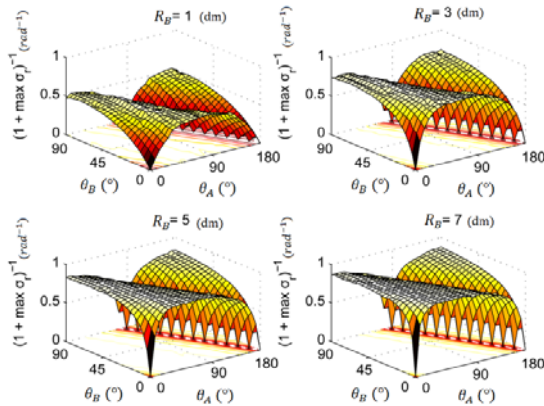 R_B= 1 (dm)
(1 + max σ_r)⁻¹ (rad⁻¹)
1
0.5
0
90
45
0
θ_B (°)
0
90
180
θ_A (°)
R_B= 3 (dm)
(1 + max σ_r)⁻¹ (rad⁻¹)
1
0.5
0
90
45
0
θ_B (°)
0
90
180
θ_A (°)
R_B= 5 (dm)
(1 + max σ_r)⁻¹ (rad⁻¹)
1
0.5
0
90
45
0
θ_B (°)
0
90
180
θ_A (°)
R_B= 7 (dm)
(1 + max σ_r)⁻¹ (rad⁻¹)
1
0.5
0
90
45
0
θ_B (°)
0
90
180
θ_A (°)